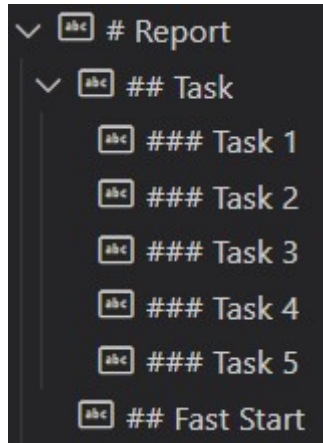 # Report
## Task
### Task 1
### Task 2
### Task 3
### Task 4
### Task 5
## Fast Start